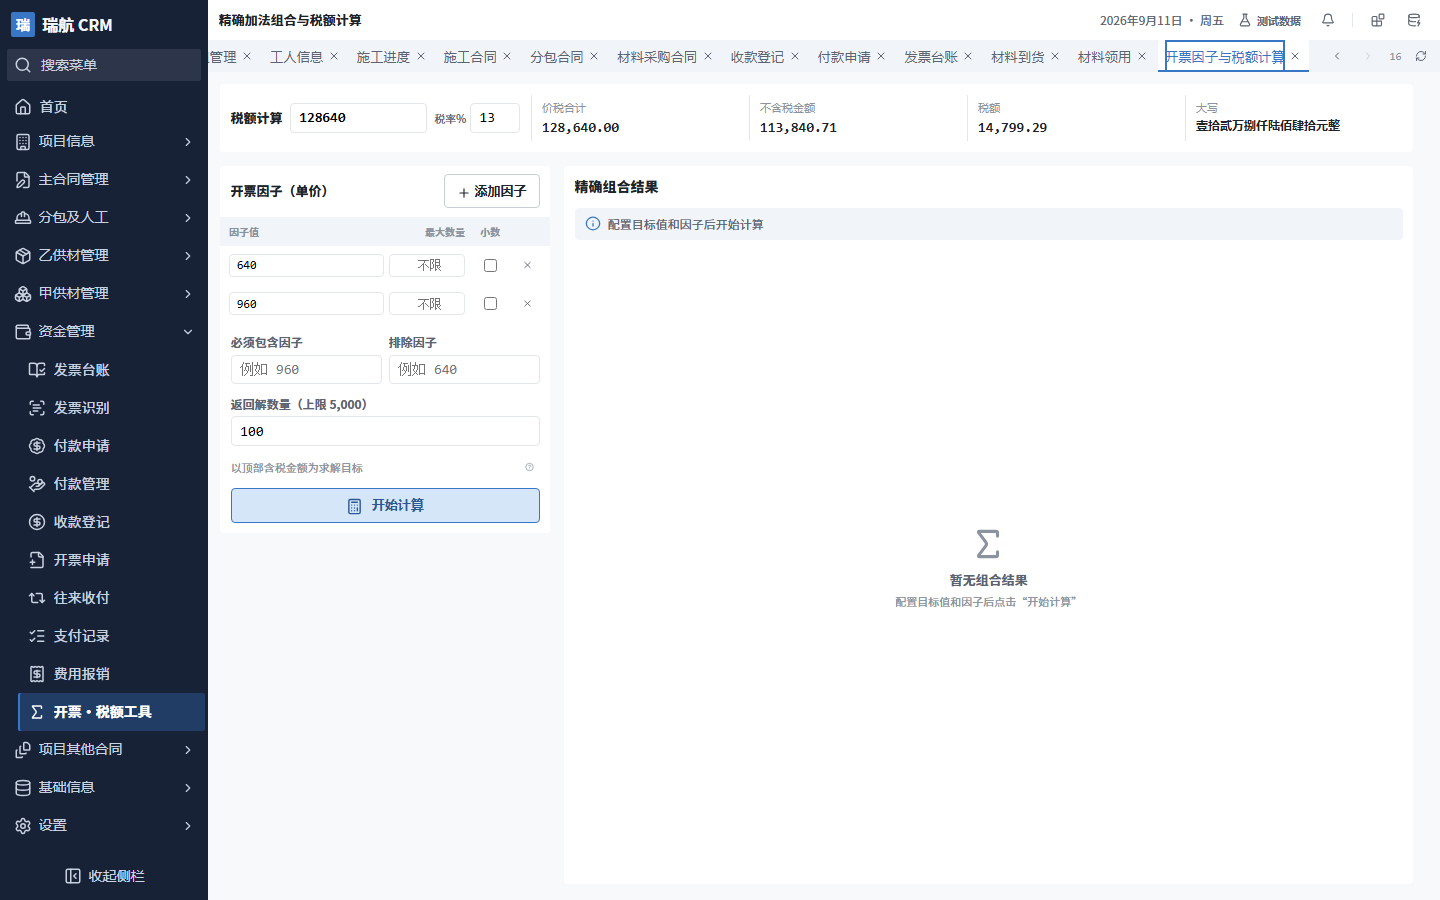 瑞 瑞航 CRM
搜索菜单
首页
项目信息
主合同管理
分包及人工
乙供材管理
甲供材管理
资金管理
发票台账
发票识别
付款申请
付款管理
收款登记
开票申请
往来收付
支付记录
费用报销
开票·税额工具
项目其他合同
基础信息
设置
收起侧栏
精确加法组合与税额计算
2026年9月11日 · 周五 测试数据
管理 工人信息 施工进度 施工合同 分包合同 材料采购合同 收款登记 付款申请 发票台账 材料到货 材料领用 开票因子与税额计算 16
税额计算 128640 税率% 13
价税合计
128,640.00
不含税金额
113,840.71
税额
14,799.29
大写
壹拾贰万捌仟陆佰肆拾元整
开票因子（单价） 添加因子
因子值 最大数量 小数
640 不限
960 不限
必须包含因子 排除因子
例如 960 例如 640
返回解数量（上限 5,000）
100
以顶部含税金额为求解目标
开始计算
精确组合结果
配置目标值和因子后开始计算
暂无组合结果
配置目标值和因子后点击“开始计算”